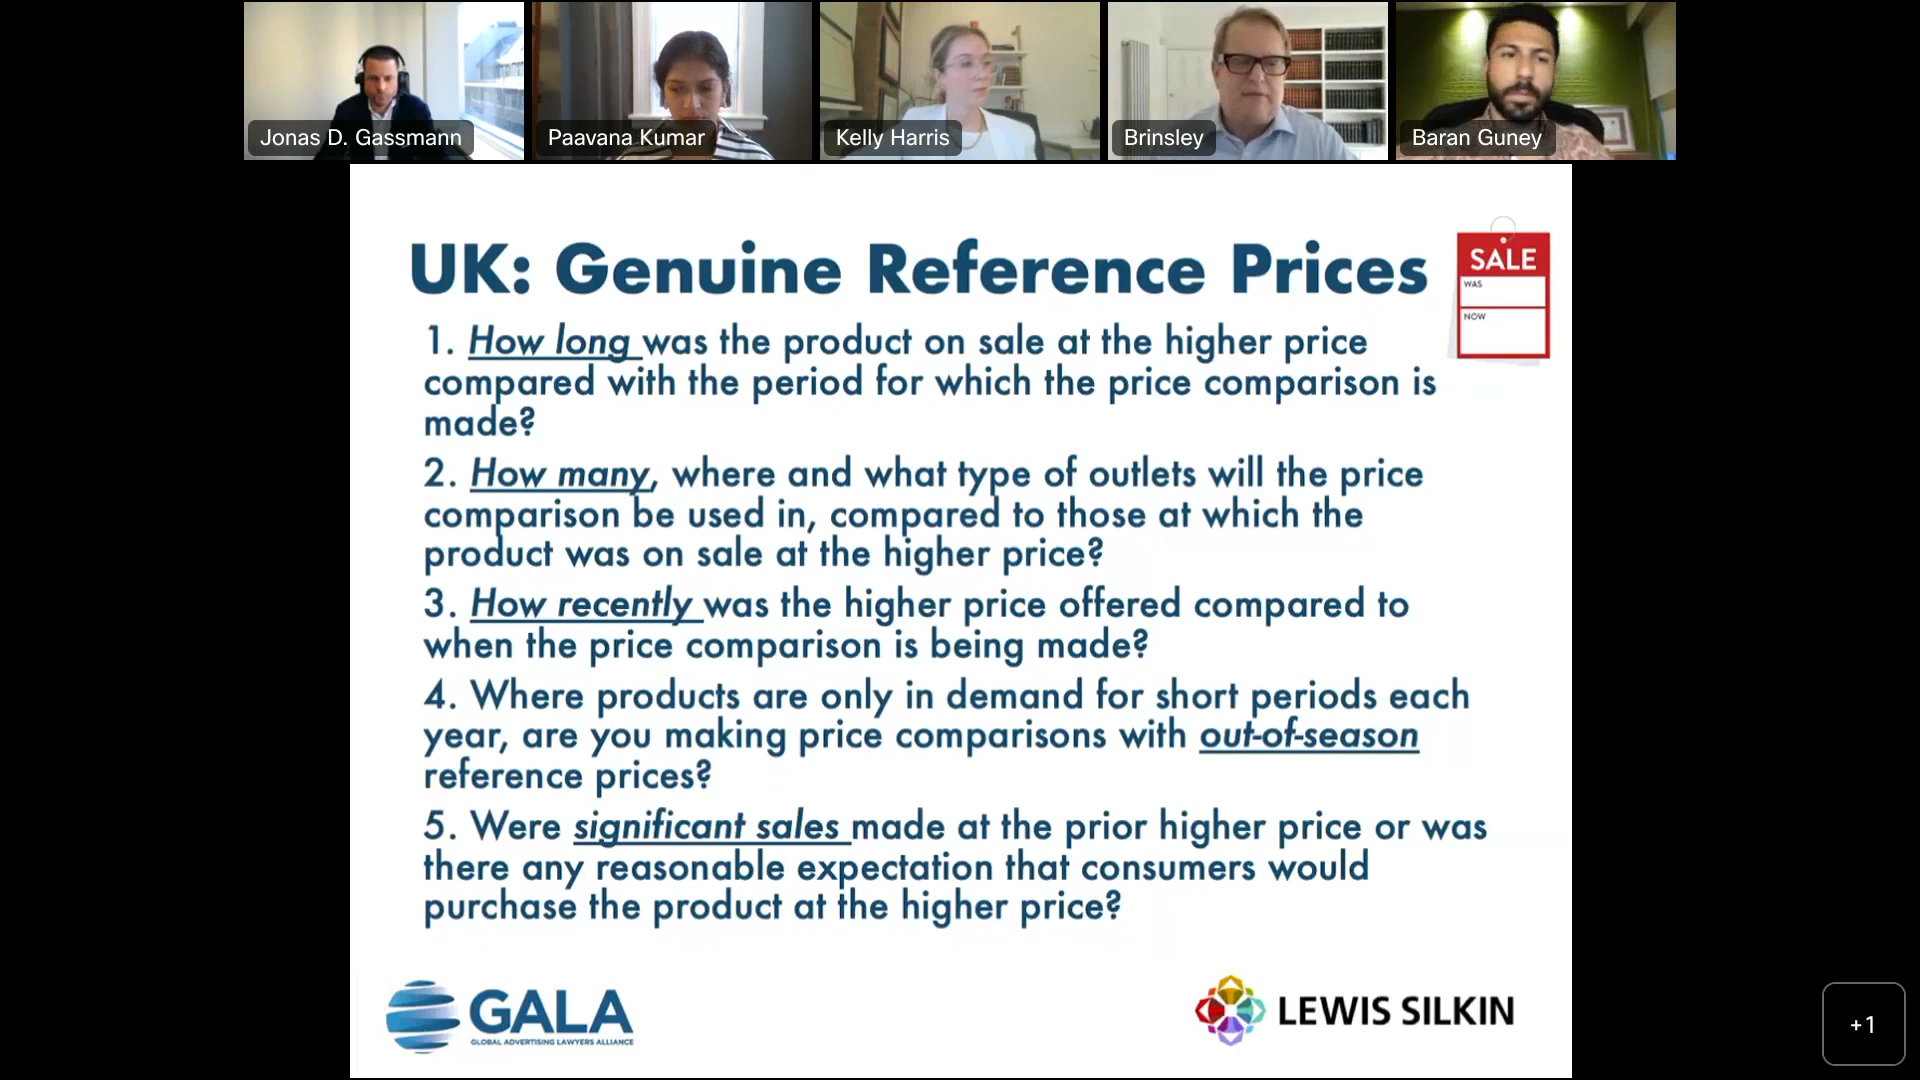 Jonas D. Gassmann
Paavana Kumar
Kelly Harris
Brinsley
Baran Guney
UK: Genuine Reference Prices
SALE
WAS
NOW
1. How long was the product on sale at the higher price
compared with the period for which the price comparison is
made?
2. How many, where and what type of outlets will the price
comparison be used in, compared to those at which the
product was on sale at the higher price?
3. How recently was the higher price offered compared to
when the price comparison is being made?
4. Where products are only in demand for short periods each
year, are you making price comparisons with out-of-season
reference prices?
5. Were significant sales made at the prior higher price or was
there any reasonable expectation that consumers would
purchase the product at the higher price?
GALA
GLOBAL ADVERTISING LAWYERS ALLIANCE
LEWIS SILKIN
+1